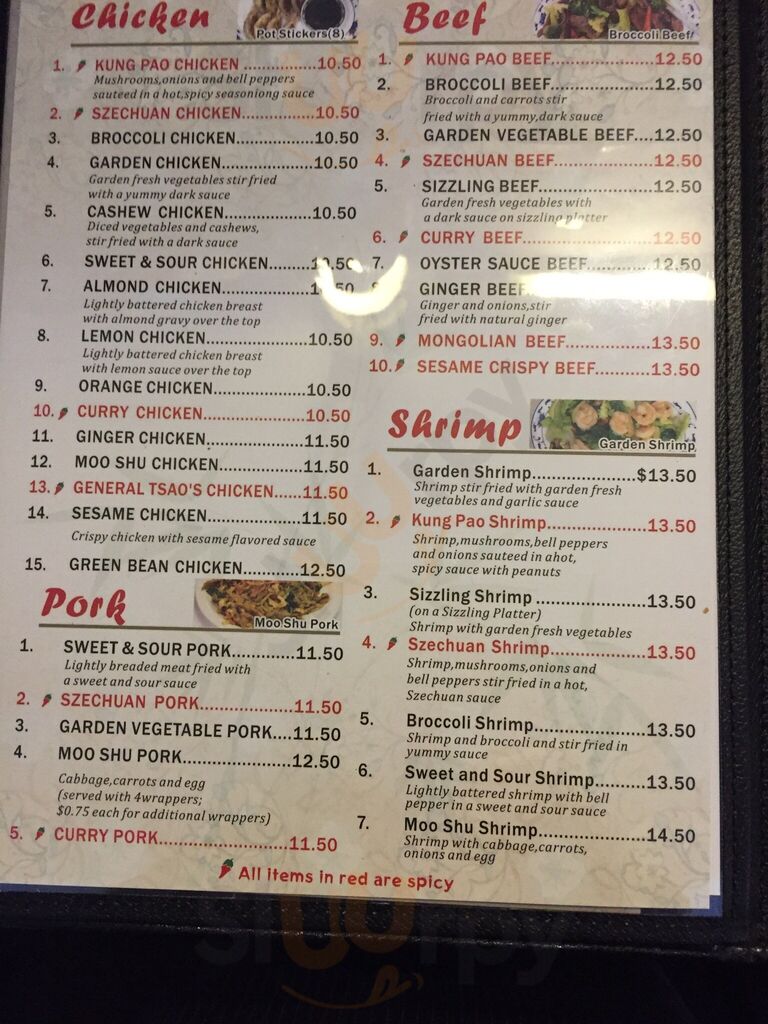 Chicken
Pot Stickers(8)
1. KUNG PAO CHICKEN ............10.50
Mushrooms,onions and bell peppers
sauteed in a hot,spicy seasoniong sauce
2. SZECHUAN CHICKEN............10.50
3. BROCCOLI CHICKEN............10.50
4. GARDEN CHICKEN............10.50
Garden fresh vegetables stir fried
with a yummy dark sauce
5. CASHEW CHICKEN............10.50
Diced vegetables and cashews,
stir fried with a dark sauce
6. SWEET & SOUR CHICKEN........10.50
7. ALMOND CHICKEN............
Lightly battered chicken breast
with almond gravy over the top
8. LEMON CHICKEN............10.50
Lightly battered chicken breast
with lemon sauce over the top
9. ORANGE CHICKEN............10.50
10. CURRY CHICKEN............10.50
11. GINGER CHICKEN............11.50
12. MOO SHU CHICKEN............11.50
13. GENERAL TSAO'S CHICKEN......11.50
14. SESAME CHICKEN............11.50
Crispy chicken with sesame flavored sauce
15. GREEN BEAN CHICKEN............12.50
Pork
Moo Shu Pork
1. SWEET & SOUR PORK.............11.50
Lightly breaded meat fried with
a sweet and sour sauce
2. SZECHUAN PORK..................11.50
3. GARDEN VEGETABLE PORK....11.50
4. MOO SHU PORK....................12.50
Cabbage,carrots and egg
(served with 4wrappers;
$0.75 each for additional wrappers)
5. CURRY PORK....................11.50
Beef
Broccoli Beef
1. KUNG PAO BEEF...............12.50
2. BROCCOLI BEEF...............12.50
Broccoli and carrots stir
fried with a yummy,dark sauce
3. GARDEN VEGETABLE BEEF....12.50
4. SZECHUAN BEEF...............12.50
5. SIZZLING BEEF...............12.50
Garden fresh vegetables with
a dark sauce on sizzling platter
6. CURRY BEEF...............12.50
7. OYSTER SAUCE BEEF..........12.50
GINGER BEEF
Ginger and onions,stir
fried with natural ginger
9. MONGOLIAN BEEF............13.50
10. SESAME CRISPY BEEF.........13.50
Shrimp
Garden Shrimp
1. Garden Shrimp.....................$13.50
Shrimp stir fried with garden fresh
vegetables and garlic sauce
2. Kung Pao Shrimp....................13.50
Shrimp,mushrooms,bell peppers
and onions sauteed in ahot,
spicy sauce with peanuts
3. Sizzling Shrimp ....................13.50
(on a Sizzling Platter)
Shrimp with garden fresh vegetables
4. Szechuan Shrimp....................13.50
Shrimp,mushrooms,onions and
bell peppers stir fried in a hot,
Szechuan sauce
5. Broccoli Shrimp....................13.50
Shrimp and broccoli and stir fried in
yummy sauce
6. Sweet and Sour Shrimp...........13.50
Lightly battered shrimp with bell
pepper in a sweet and sour sauce
7. Moo Shu Shrimp....................14.50
Shrimp with cabbage,carrots,
onions and egg
All items in red are spicy